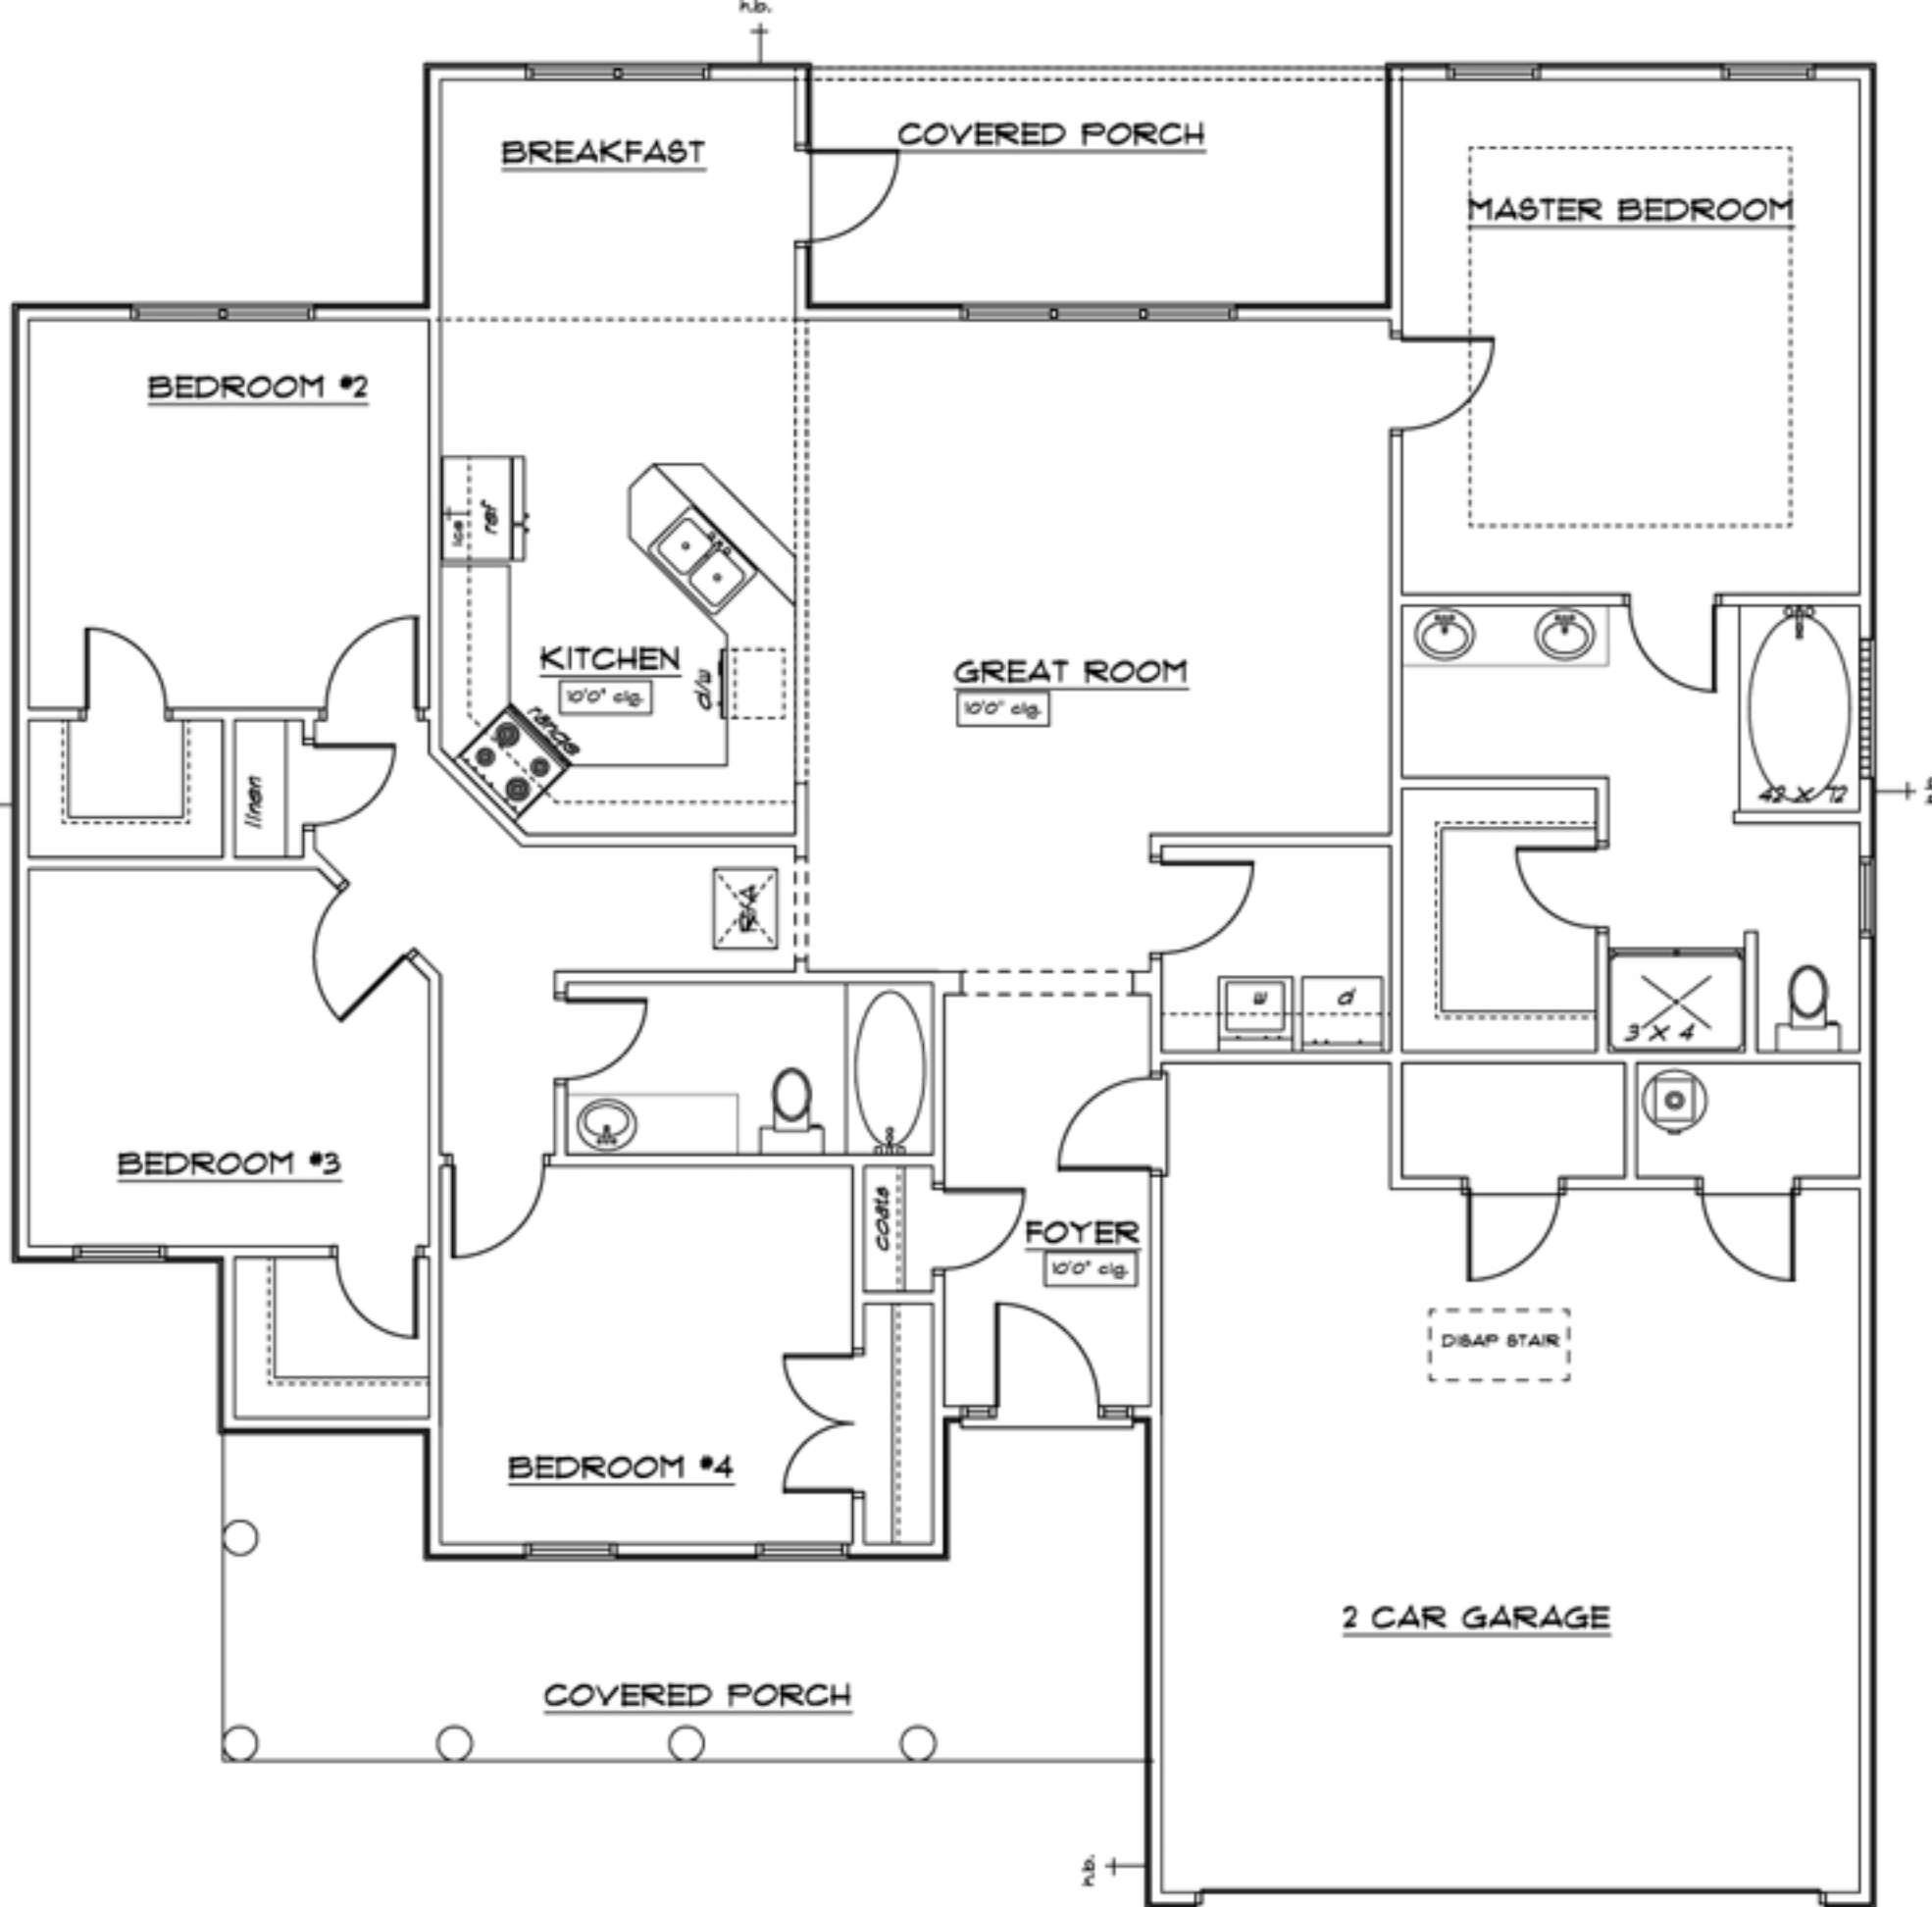 h.b.
BREAKFAST
COVERED PORCH
MASTER BEDROOM
BEDROOM #2
ice
ref
KITCHEN
10'0" clg.
d/w
range
GREAT ROOM
10'0" clg.
linen
42 X 72
R/A
w
d
3 X 4
BEDROOM #3
coats
FOYER
10'0" clg.
DISAP STAIR
BEDROOM #4
2 CAR GARAGE
COVERED PORCH
h.b.